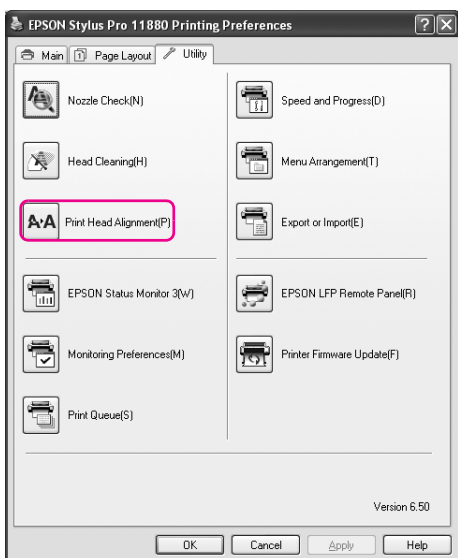 EPSON Stylus Pro 11880 Printing Preferences
Main Page Layout Utility
Nozzle Check(N)
Speed and Progress(D)
Head Cleaning(H)
Menu Arrangement(T)
A·A Print Head Alignment(P)
Export or Import(E)
EPSON Status Monitor 3(W)
EPSON LFP Remote Panel(R)
Monitoring Preferences(M)
Printer Firmware Update(F)
Print Queue(S)
Version 6.50
OK Cancel Apply Help